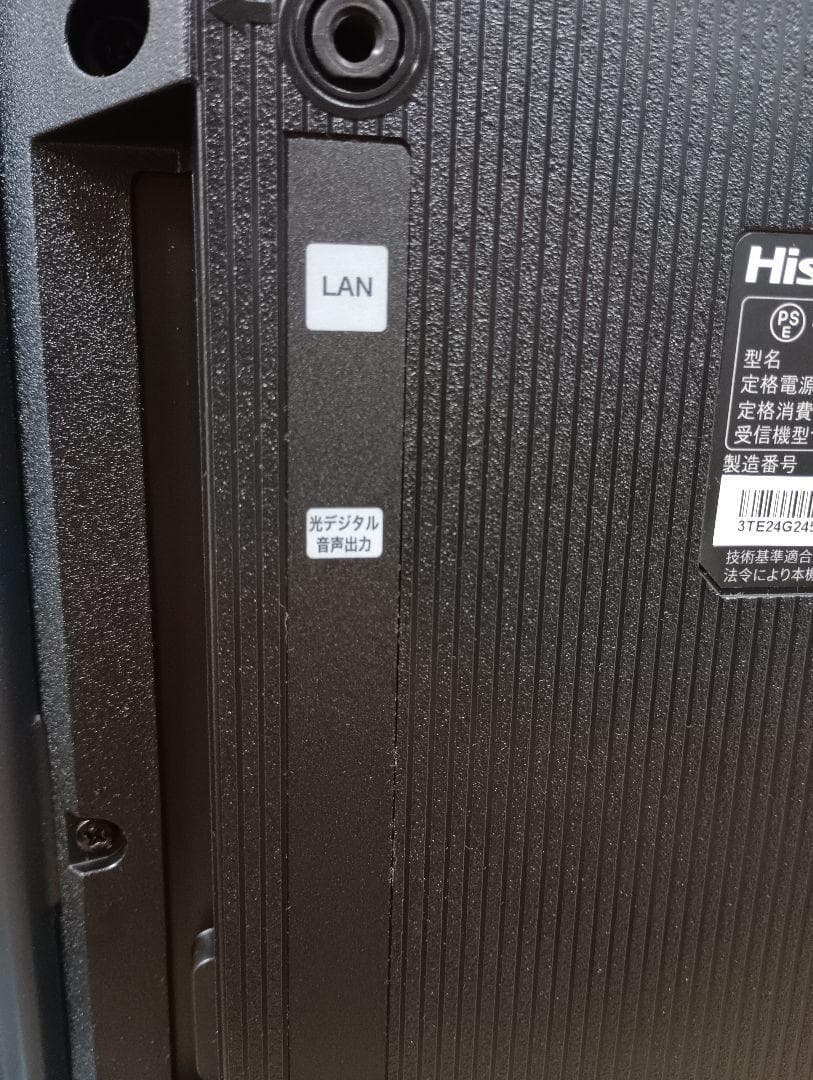 LAN
光デジタル
音声出力
His
PS
E
型名
定格電源
定格消費
受信機型
製造番号
3TE24G245
技術基準適合
法令により本機